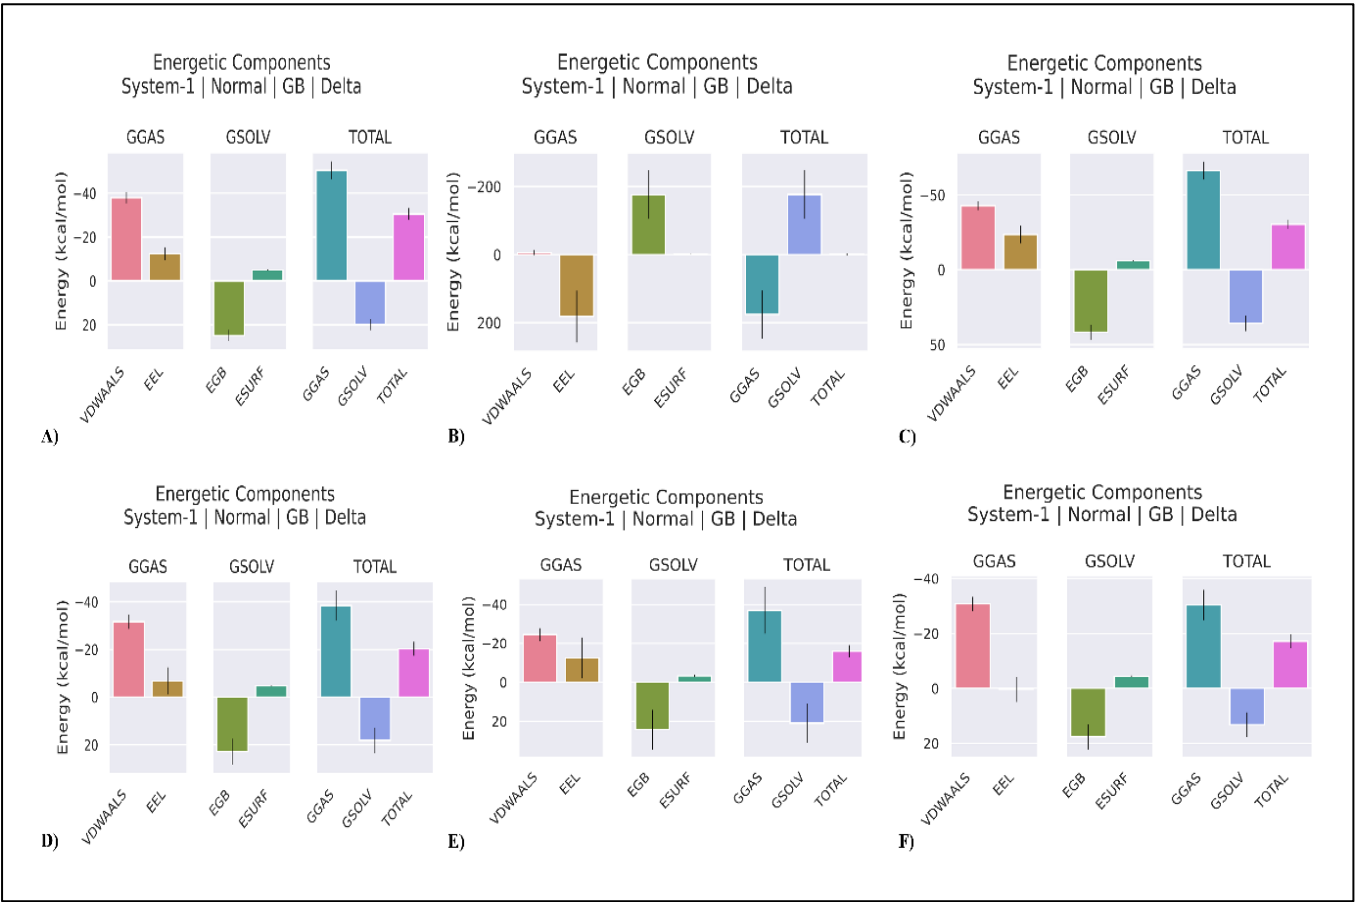 Energetic Components
System-1 | Normal | GB | Delta
GGAS GSOLV TOTAL
Energy (kcal/mol)
−40
−20
0
20
VDWAALS EEL EGB ESURF GGAS GSOLV TOTAL
A)
Energetic Components
System-1 | Normal | GB | Delta
GGAS GSOLV TOTAL
Energy (kcal/mol)
−200
0
200
VDWAALS EEL EGB ESURF GGAS GSOLV TOTAL
B)
Energetic Components
System-1 | Normal | GB | Delta
GGAS GSOLV TOTAL
Energy (kcal/mol)
−50
0
50
VDWAALS EEL EGB ESURF GGAS GSOLV TOTAL
C)
Energetic Components
System-1 | Normal | GB | Delta
GGAS GSOLV TOTAL
Energy (kcal/mol)
−40
−20
0
20
VDWAALS EEL EGB ESURF GGAS GSOLV TOTAL
D)
Energetic Components
System-1 | Normal | GB | Delta
GGAS GSOLV TOTAL
Energy (kcal/mol)
−40
−20
0
20
VDWAALS EEL EGB ESURF GGAS GSOLV TOTAL
E)
Energetic Components
System-1 | Normal | GB | Delta
GGAS GSOLV TOTAL
Energy (kcal/mol)
−40
−20
0
20
VDWAALS EEL EGB ESURF GGAS GSOLV TOTAL
F)